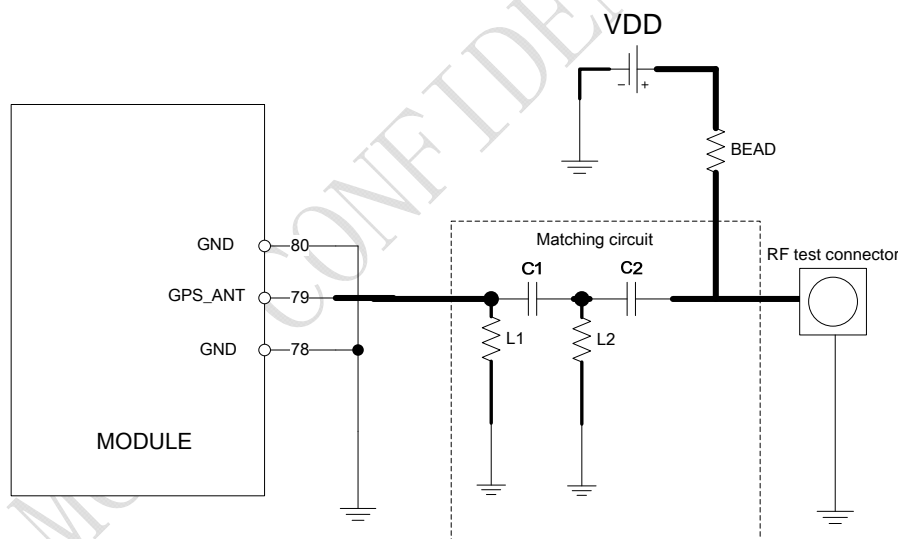 VDD
- +
BEAD
Matching circuit
RF test connector
C1
C2
GND
80
GPS_ANT
79
GND
78
L1
L2
MODULE